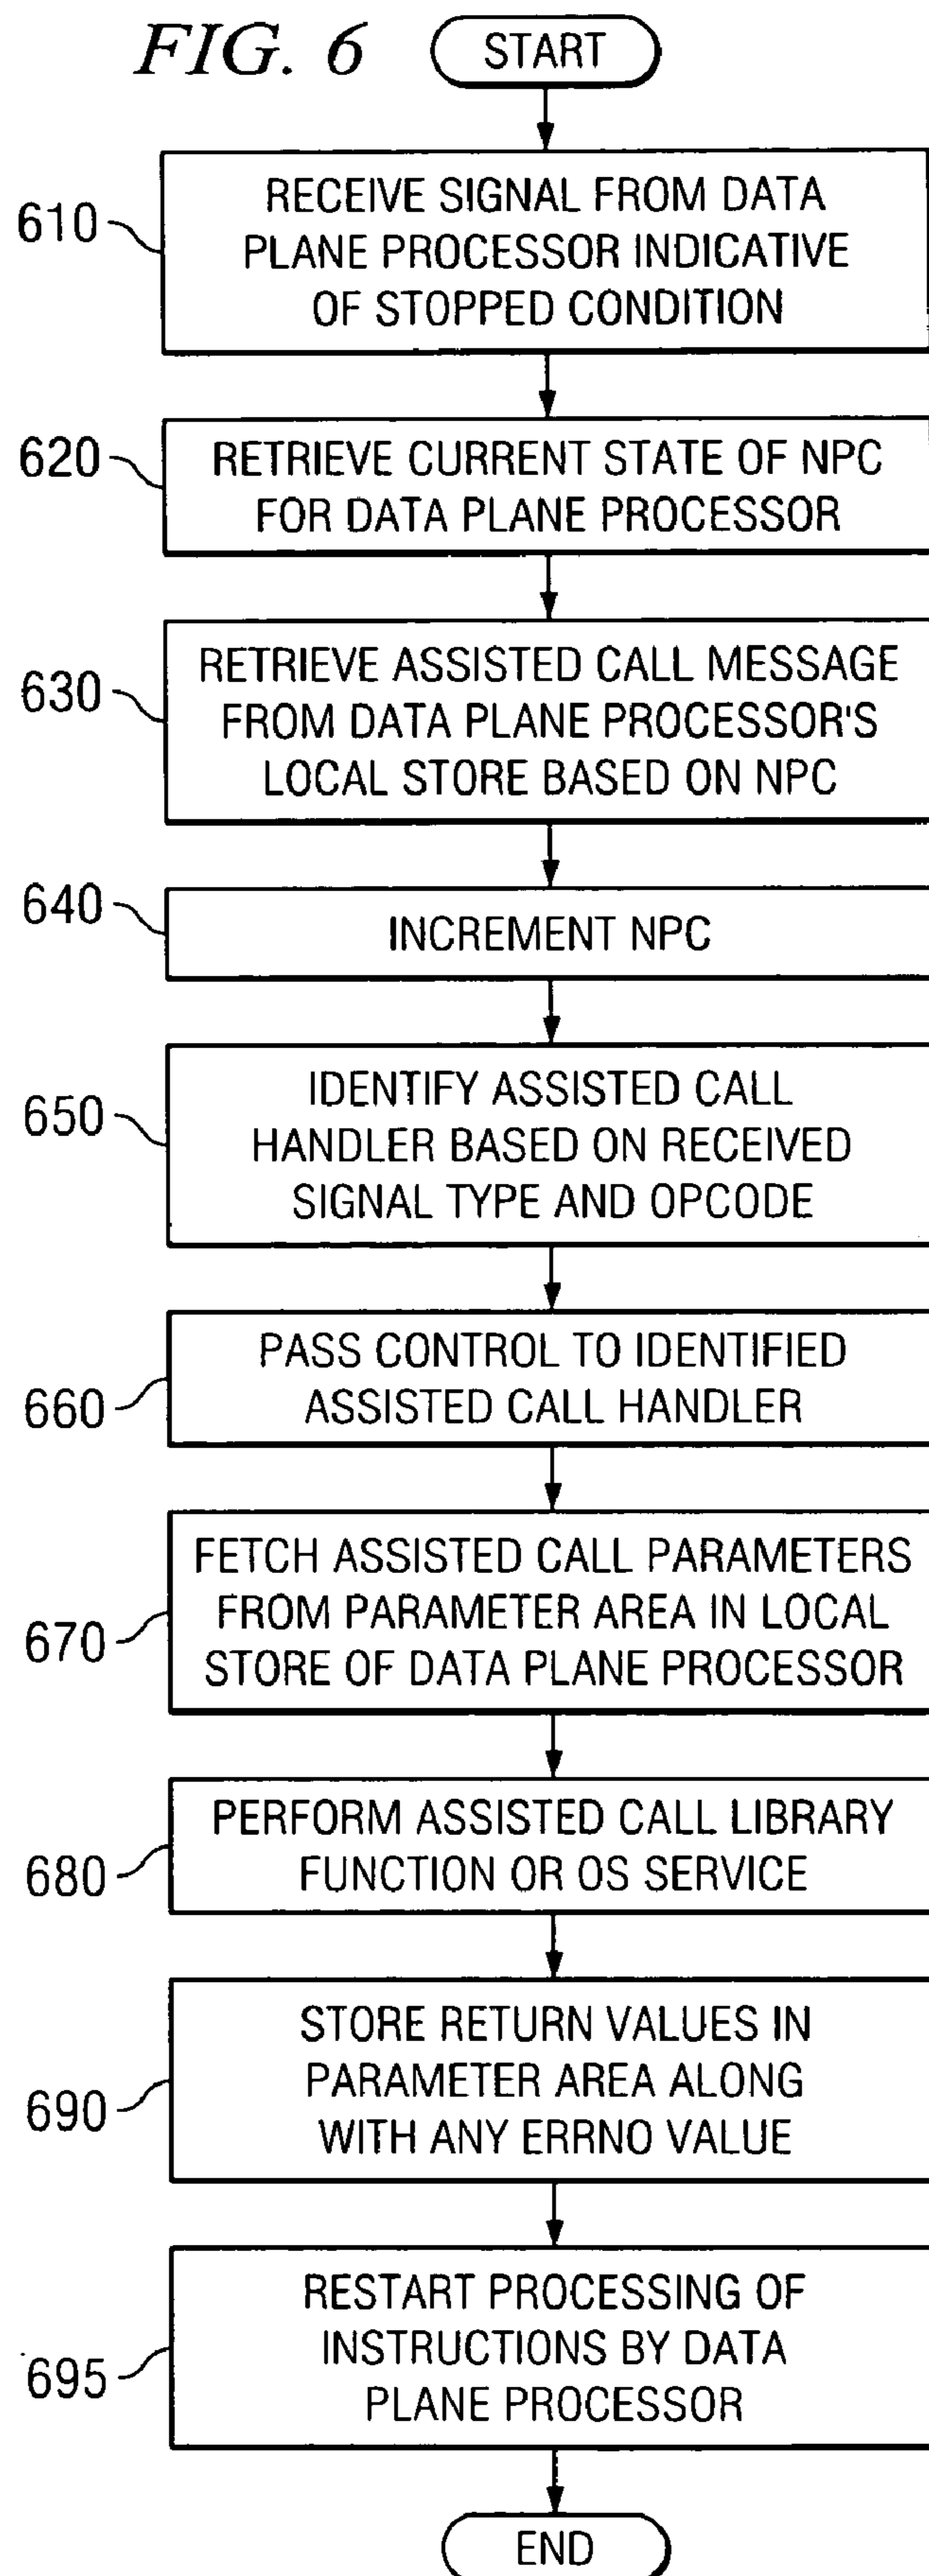 FIG. 6
START
610
RECEIVE SIGNAL FROM DATA
PLANE PROCESSOR INDICATIVE
OF STOPPED CONDITION
620
RETRIEVE CURRENT STATE OF NPC
FOR DATA PLANE PROCESSOR
630
RETRIEVE ASSISTED CALL MESSAGE
FROM DATA PLANE PROCESSOR'S
LOCAL STORE BASED ON NPC
640
INCREMENT NPC
650
IDENTIFY ASSISTED CALL
HANDLER BASED ON RECEIVED
SIGNAL TYPE AND OPCODE
660
PASS CONTROL TO IDENTIFIED
ASSISTED CALL HANDLER
670
FETCH ASSISTED CALL PARAMETERS
FROM PARAMETER AREA IN LOCAL
STORE OF DATA PLANE PROCESSOR
680
PERFORM ASSISTED CALL LIBRARY
FUNCTION OR OS SERVICE
690
STORE RETURN VALUES IN
PARAMETER AREA ALONG
WITH ANY ERRNO VALUE
695
RESTART PROCESSING OF
INSTRUCTIONS BY DATA
PLANE PROCESSOR
END